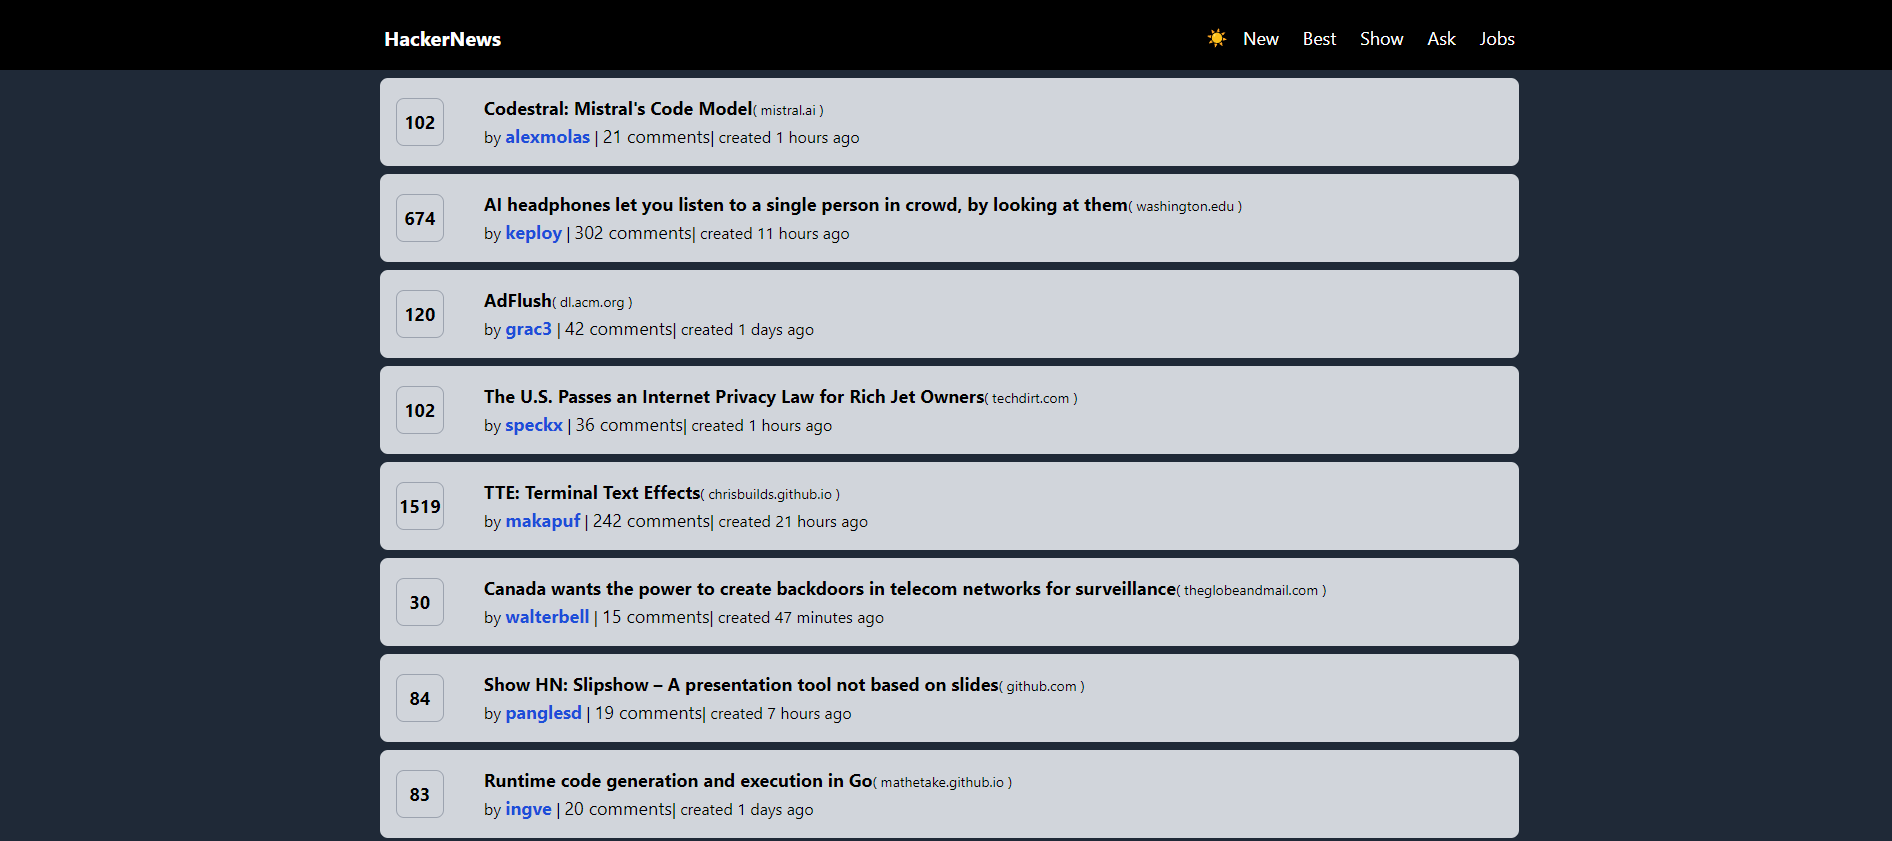 HackerNews
New Best Show Ask Jobs
102
Codestral: Mistral's Code Model( mistral.ai )
by alexmolas | 21 comments| created 1 hours ago
674
AI headphones let you listen to a single person in crowd, by looking at them( washington.edu )
by keploy | 302 comments| created 11 hours ago
120
AdFlush( dl.acm.org )
by grac3 | 42 comments| created 1 days ago
102
The U.S. Passes an Internet Privacy Law for Rich Jet Owners( techdirt.com )
by speckx | 36 comments| created 1 hours ago
1519
TTE: Terminal Text Effects( chrisbuilds.github.io )
by makapuf | 242 comments| created 21 hours ago
30
Canada wants the power to create backdoors in telecom networks for surveillance( theglobeandmail.com )
by walterbell | 15 comments| created 47 minutes ago
84
Show HN: Slipshow – A presentation tool not based on slides( github.com )
by panglesd | 19 comments| created 7 hours ago
83
Runtime code generation and execution in Go( mathetake.github.io )
by ingve | 20 comments| created 1 days ago